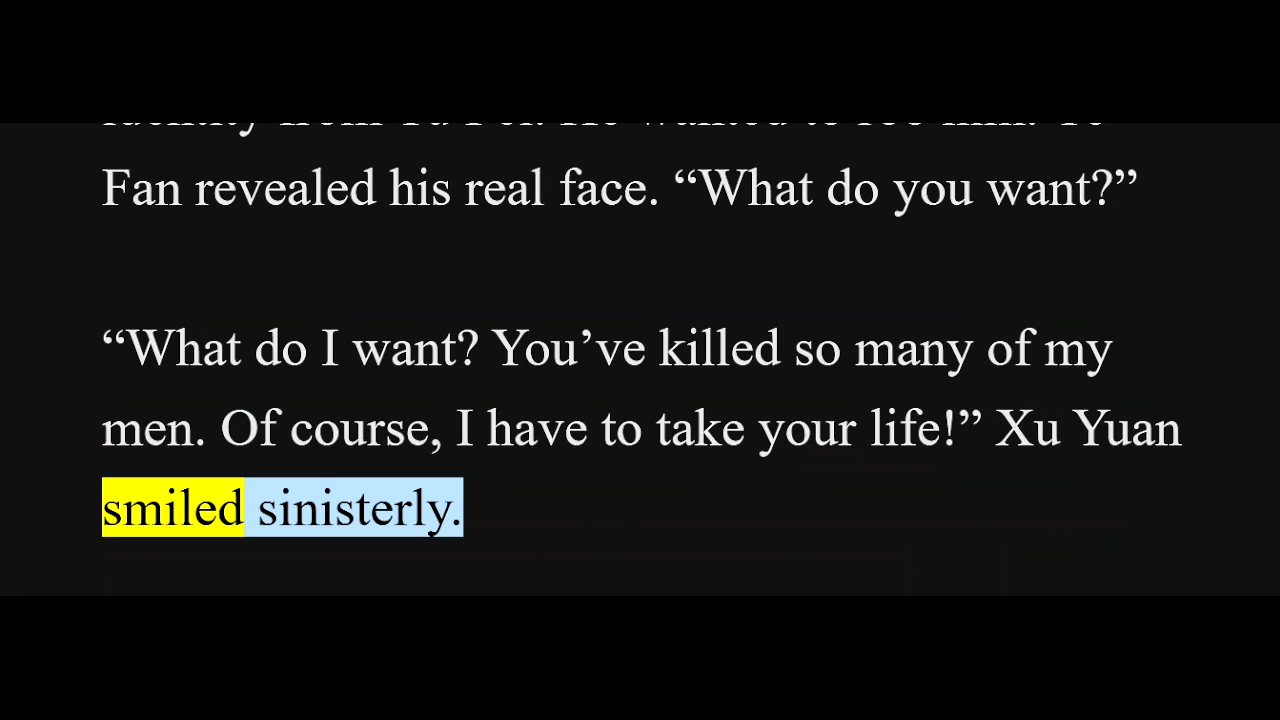 Fan revealed his real face. “What do you want?”
“What do I want? You’ve killed so many of my
men. Of course, I have to take your life!” Xu Yuan
smiled sinisterly.